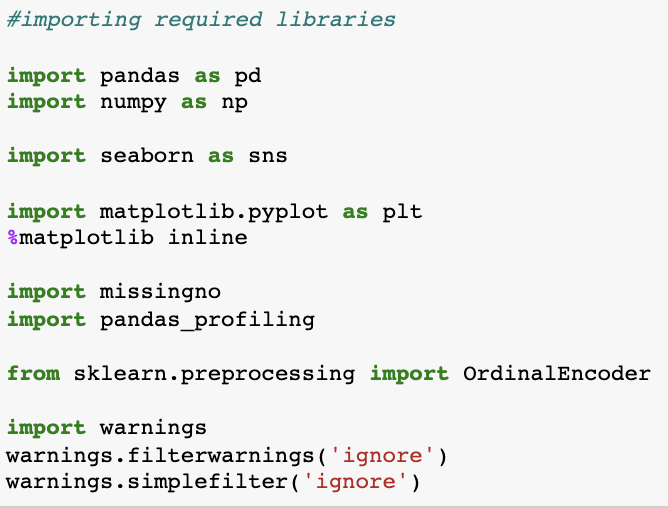 #importing required libraries
import pandas as pd
import numpy as np
import seaborn as sns
import matplotlib.pyplot as plt
%matplotlib inline
import missingno
import pandas_profiling
from sklearn.preprocessing import OrdinalEncoder
import warnings
warnings.filterwarnings('ignore')
warnings.simplefilter('ignore')